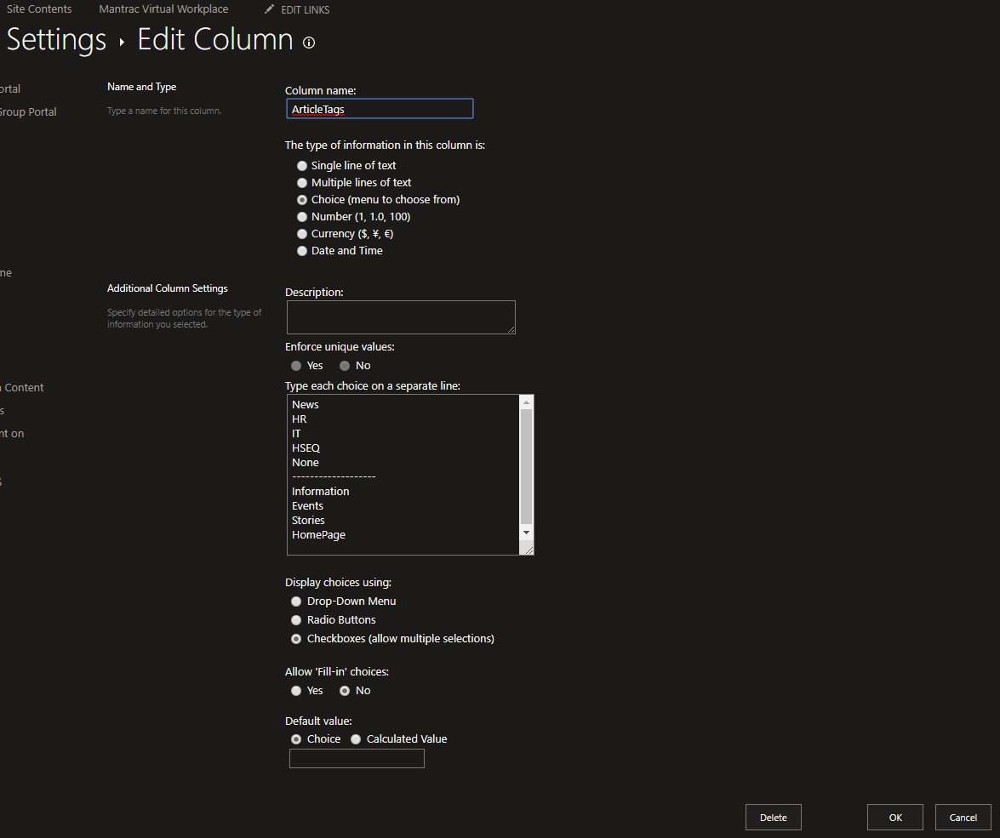 Site Contents Mantrac Virtual Workplace EDIT LINKS
Settings Edit Column
ortal
Group Portal
ne
Content
s
nt on
s
Name and Type
Type a name for this column.
Column name:
ArticleTags
The type of information in this column is:
Single line of text
Multiple lines of text
Choice (menu to choose from)
Number (1, 1.0, 100)
Currency ($, ¥, €)
Date and Time
Additional Column Settings
Specify detailed options for the type of
information you selected.
Description:
Enforce unique values:
Yes No
Type each choice on a separate line:
News
HR
IT
HSEQ
None
-------------------
Information
Events
Stories
HomePage
Display choices using:
Drop-Down Menu
Radio Buttons
Checkboxes (allow multiple selections)
Allow 'Fill-in' choices:
Yes No
Default value:
Choice Calculated Value
Delete OK Cancel